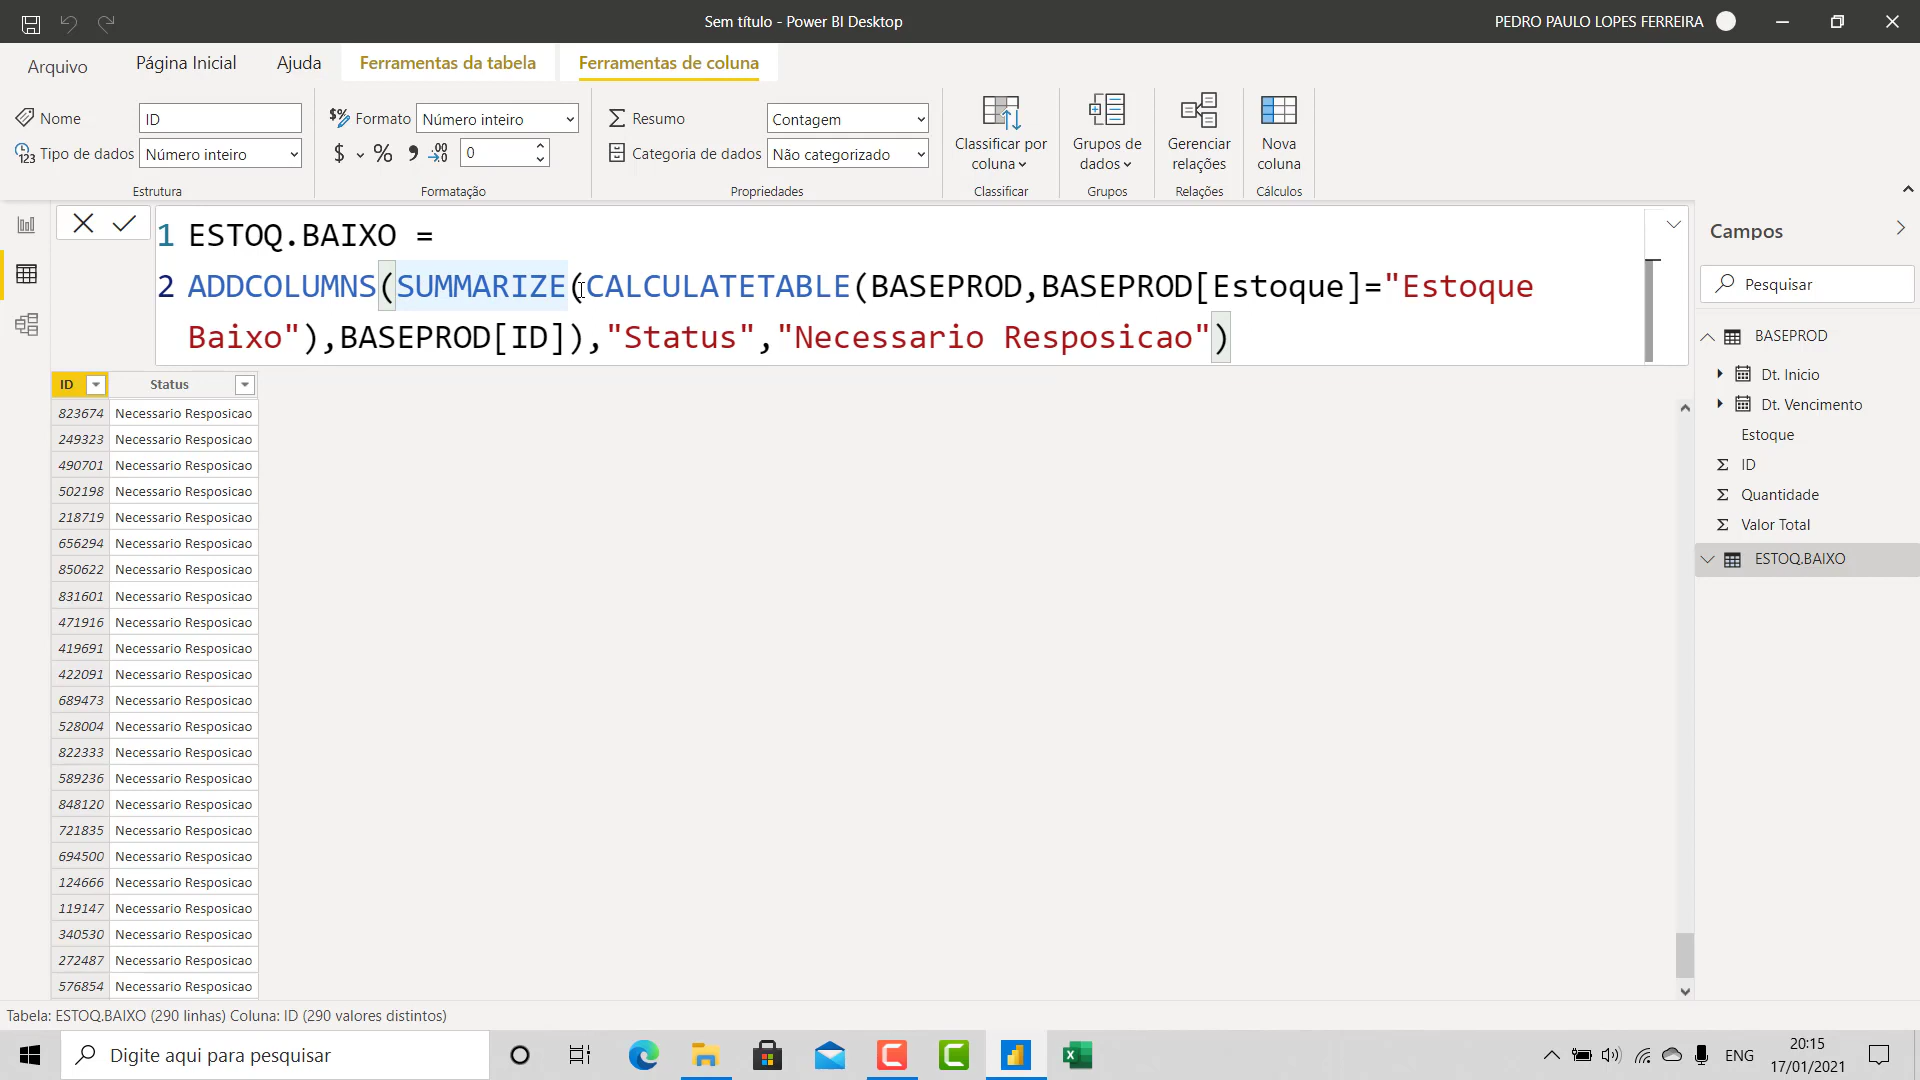 Sem título - Power BI Desktop
PEDRO PAULO LOPES FERREIRA
Arquivo
Página Inicial
Ajuda
Ferramentas da tabela
Ferramentas de coluna
Nome
ID
Tipo de dados
Número inteiro
Estrutura
Formato
Número inteiro
$ % 0
Formatação
Resumo
Contagem
Categoria de dados
Não categorizado
Propriedades
Classificar por
coluna
Classificar
Grupos de
dados
Grupos
Gerenciar
relações
Relações
Nova
coluna
Cálculos
1 ESTOQ.BAIXO =
2 ADDCOLUMNS(SUMMARIZE(CALCULATETABLE(BASEPROD,BASEPROD[Estoque]="Estoque
Baixo"),BASEPROD[ID]),"Status","Necessario Resposicao")
ID Status
823674 Necessario Resposicao
249323 Necessario Resposicao
490701 Necessario Resposicao
502198 Necessario Resposicao
218719 Necessario Resposicao
656294 Necessario Resposicao
850622 Necessario Resposicao
831601 Necessario Resposicao
471916 Necessario Resposicao
419691 Necessario Resposicao
422091 Necessario Resposicao
689473 Necessario Resposicao
528004 Necessario Resposicao
822333 Necessario Resposicao
589236 Necessario Resposicao
848120 Necessario Resposicao
721835 Necessario Resposicao
694500 Necessario Resposicao
124666 Necessario Resposicao
119147 Necessario Resposicao
340530 Necessario Resposicao
272487 Necessario Resposicao
576854 Necessario Resposicao
Campos
Pesquisar
BASEPROD
Dt. Inicio
Dt. Vencimento
Estoque
ID
Quantidade
Valor Total
ESTOQ.BAIXO
Tabela: ESTOQ.BAIXO (290 linhas) Coluna: ID (290 valores distintos)
Digite aqui para pesquisar
ENG
20:15
17/01/2021